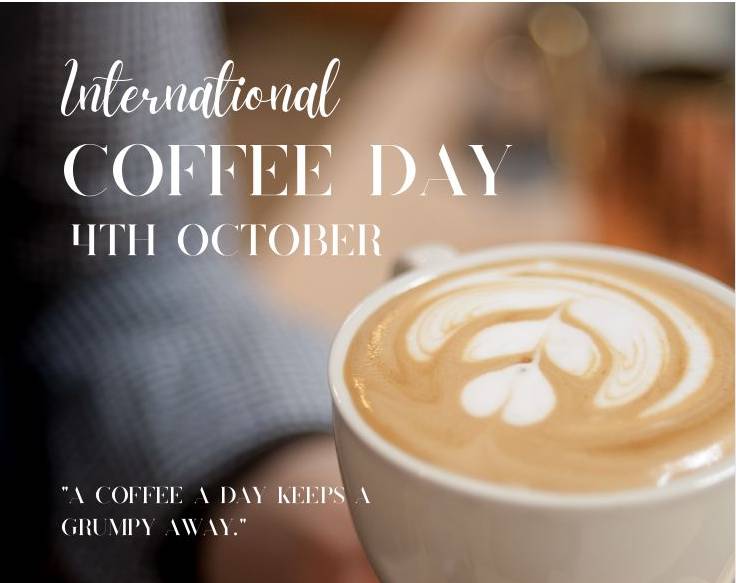 International
COFFEE DAY
4TH OCTOBER
"A COFFEE A DAY KEEPS A
GRUMPY AWAY."